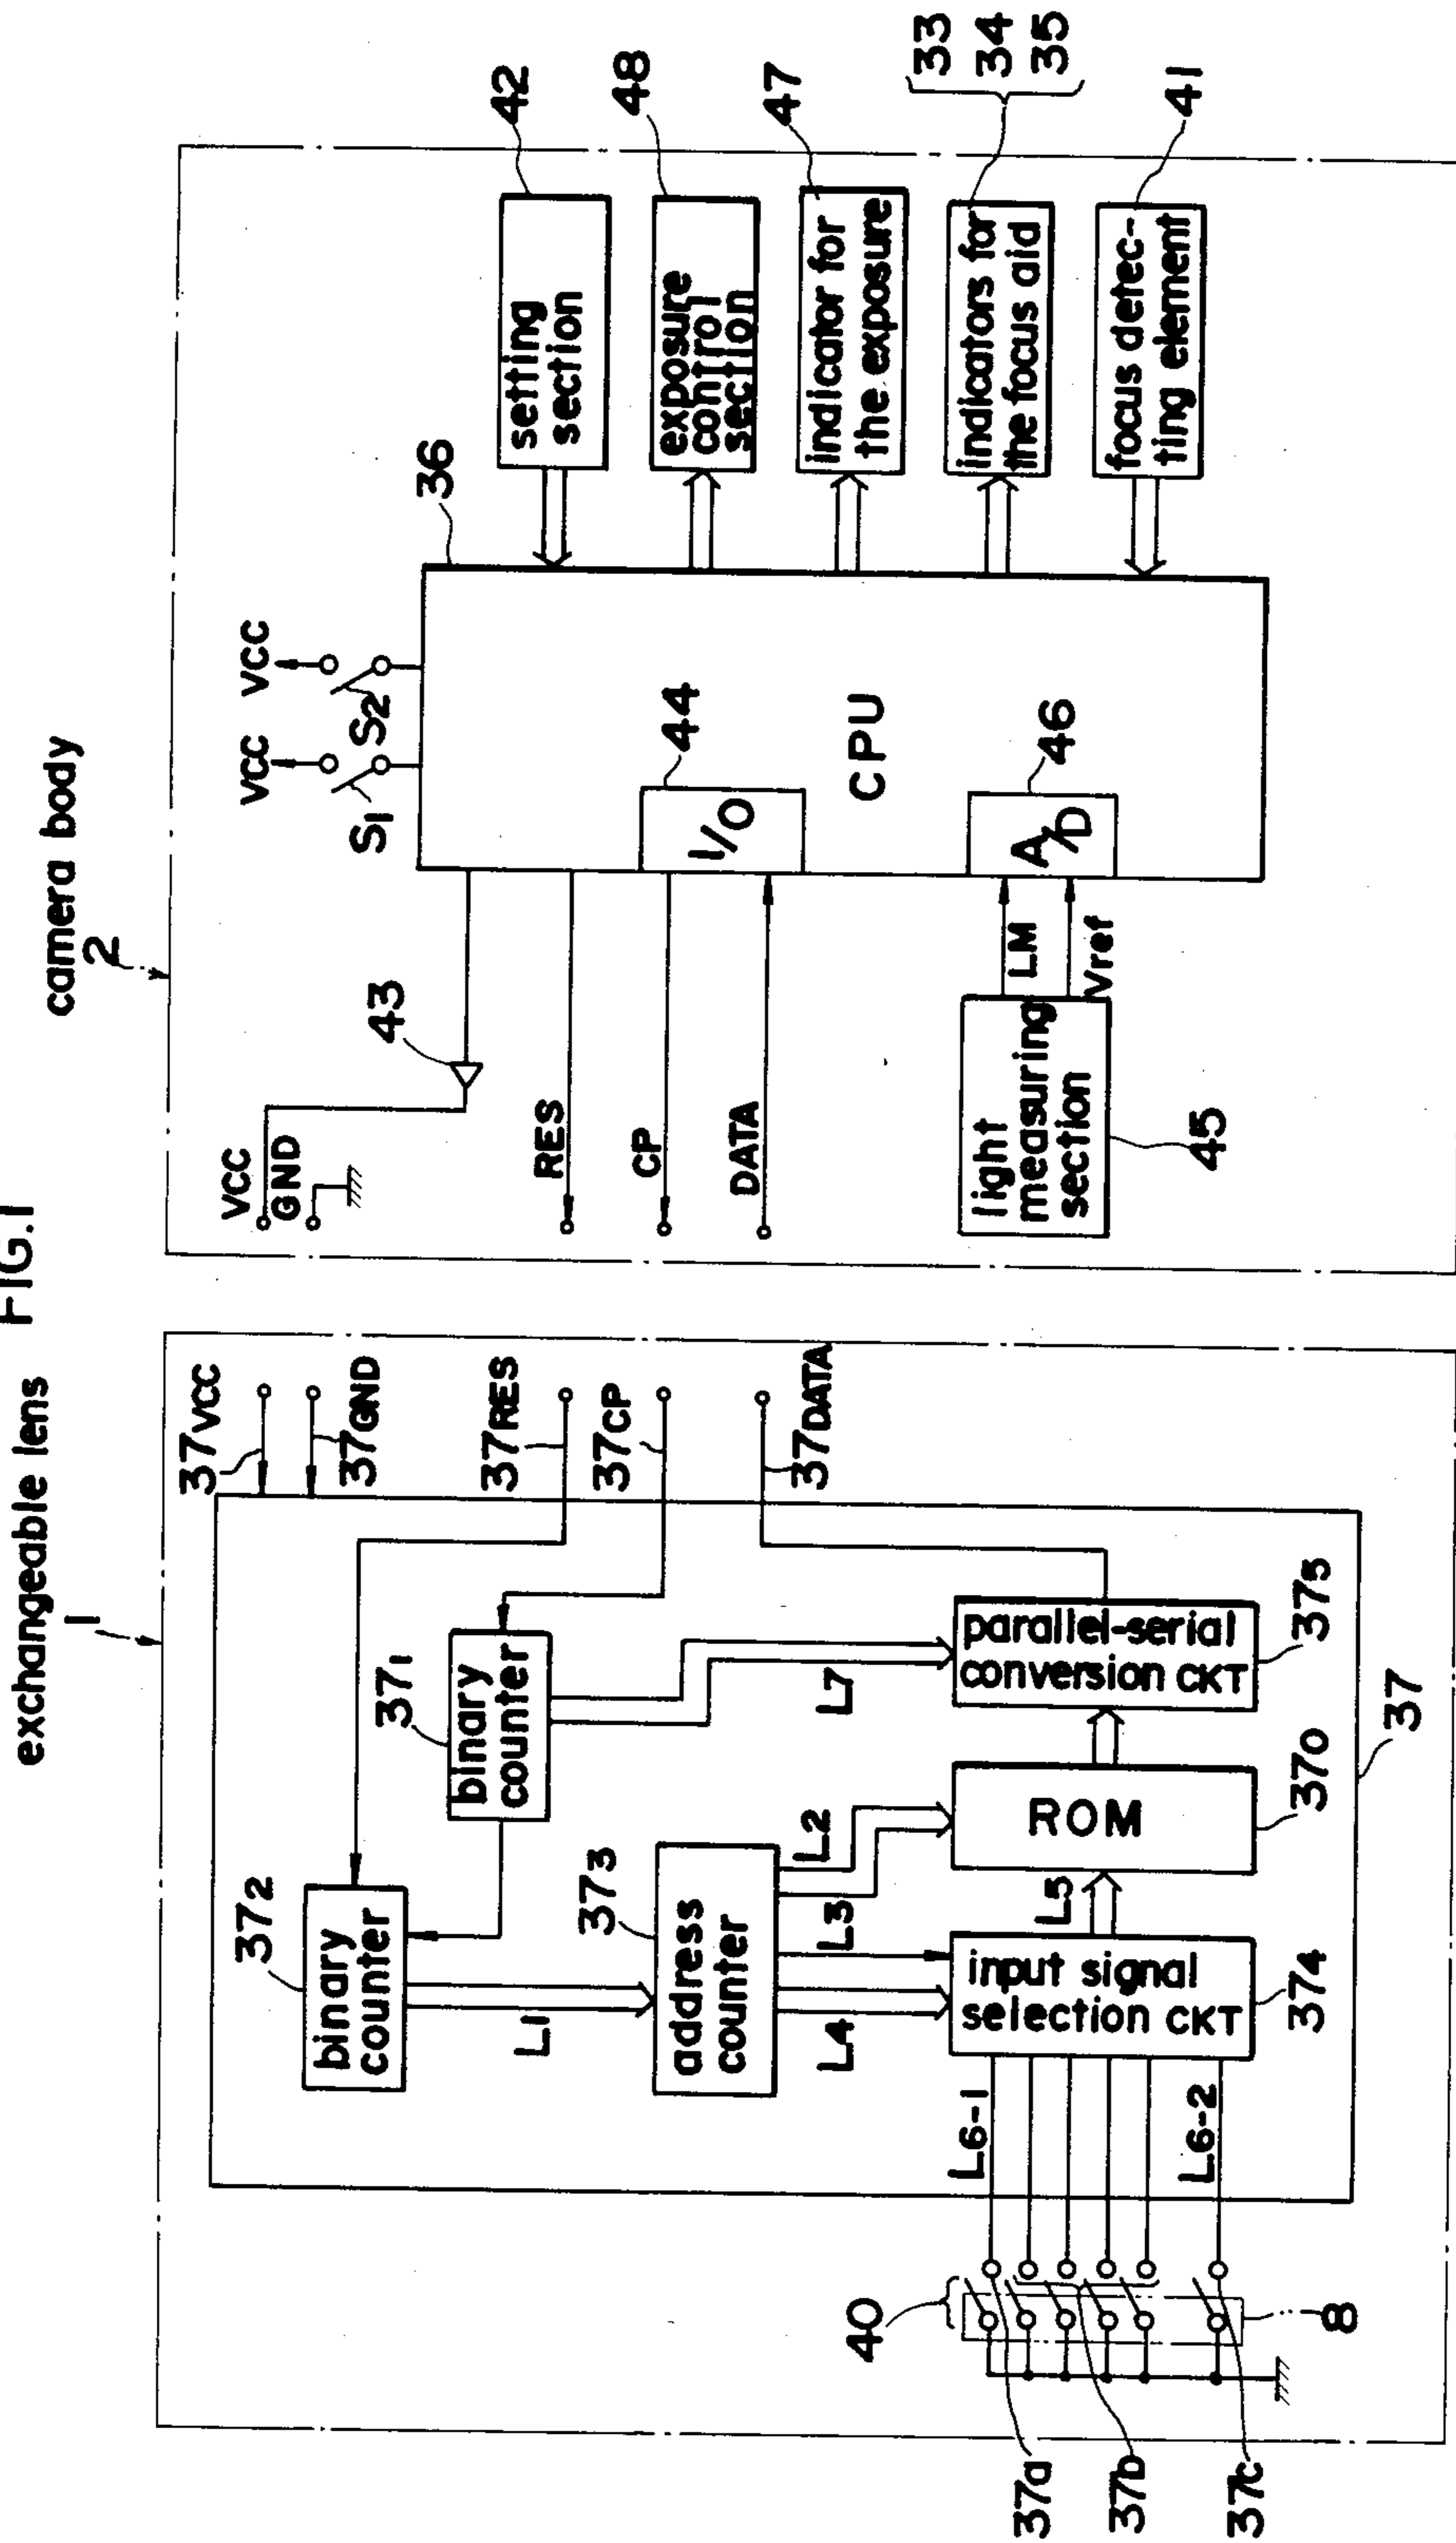 FIG.1
exchangeable lens
1
camera body
2
37VCC
37GND
37RES
37CP
37DATA
372
binary
counter
371
binary
counter
L1
373
address
counter
L2
L3
L4
L7
input signal
selection CKT
374
L5
ROM
370
parallel-serial
conversion CKT
375
37
L6-1
L6-2
40
8
37a
37b
37c
VCC
GND
43
RES
CP
DATA
VCC
VCC
S1
S2
36
44
I/O
CPU
46
A/D
LM
Vref
light
measuring
section
45
setting
section
42
exposure
control
section
48
indicator for
the exposure
47
indicators for
the focus aid
33
34
35
focus detec-
ting element
41